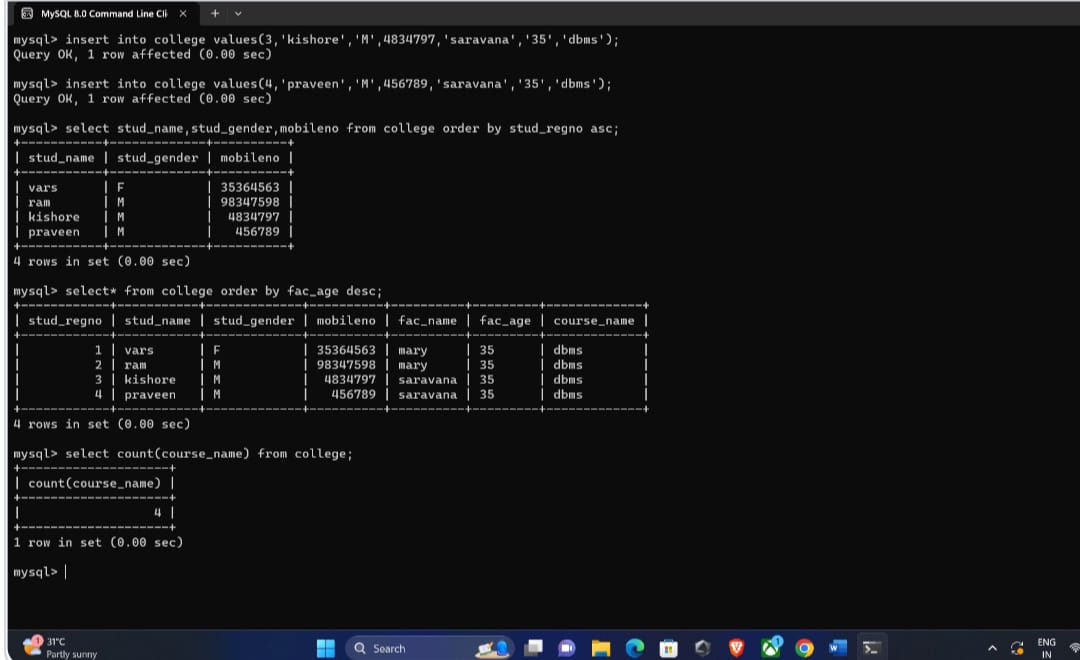 MySQL 8.0 Command Line Cli
mysql> insert into college values(3,'kishore','M',4834797,'saravana','35','dbms');
Query OK, 1 row affected (0.00 sec)
mysql> insert into college values(4,'praveen','M',456789,'saravana','35','dbms');
Query OK, 1 row affected (0.00 sec)
mysql> select stud_name,stud_gender,mobileno from college order by stud_regno asc;
+-----------+-------------+----------+
| stud_name | stud_gender | mobileno |
+-----------+-------------+----------+
| vars      | F           | 35364563 |
| ram       | M           | 98347598 |
| kishore   | M           |  4834797 |
| praveen   | M           |   456789 |
+-----------+-------------+----------+
4 rows in set (0.00 sec)
mysql> select* from college order by fac_age desc;
+------------+-----------+-------------+----------+----------+---------+-------------+
| stud_regno | stud_name | stud_gender | mobileno | fac_name | fac_age | course_name |
+------------+-----------+-------------+----------+----------+---------+-------------+
|          1 | vars      | F           | 35364563 | mary     | 35      | dbms        |
|          2 | ram       | M           | 98347598 | mary     | 35      | dbms        |
|          3 | kishore   | M           |  4834797 | saravana | 35      | dbms        |
|          4 | praveen   | M           |   456789 | saravana | 35      | dbms        |
+------------+-----------+-------------+----------+----------+---------+-------------+
4 rows in set (0.00 sec)
mysql> select count(course_name) from college;
+--------------------+
| count(course_name) |
+--------------------+
|                  4 |
+--------------------+
1 row in set (0.00 sec)
mysql>
1
31°C
Partly sunny
Search
1
W
ENG
IN